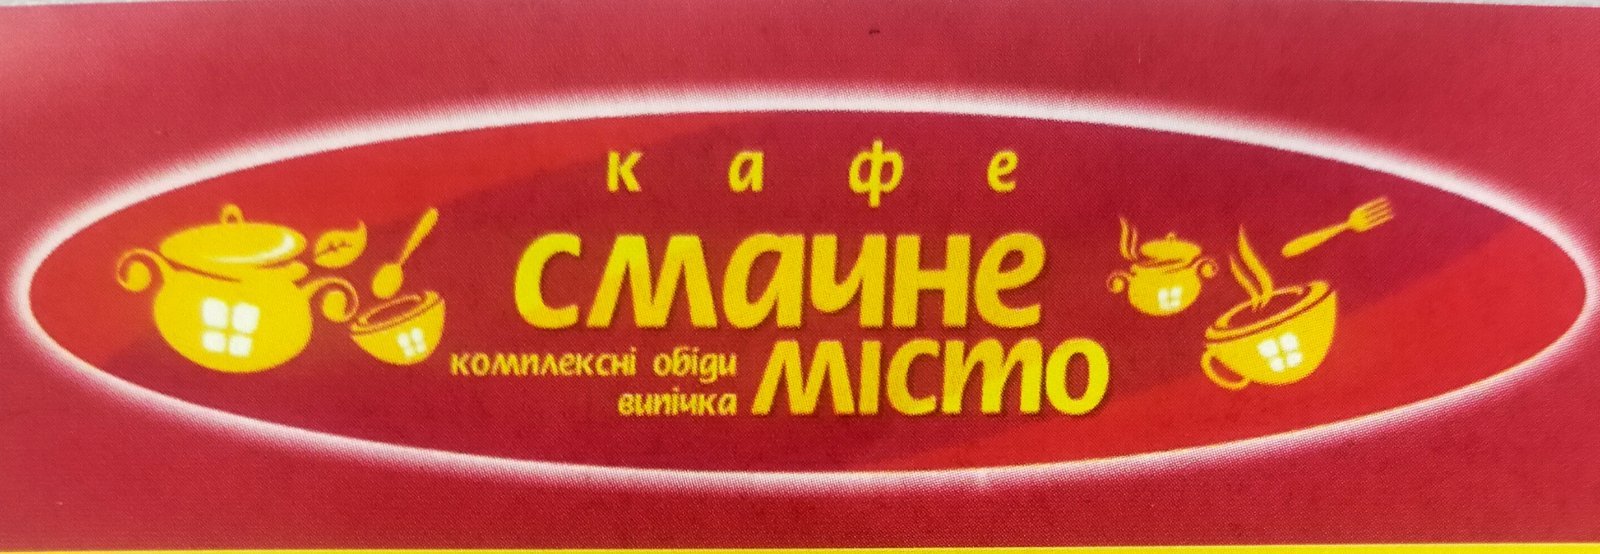 кафе
смачне
місто
комплексні обіди
випічка